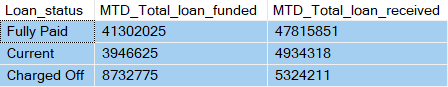 Loan_status MTD_Total_loan_funded MTD_Total_loan_received
Fully Paid 41302025 47815851
Current 3946625 4934318
Charged Off 8732775 5324211